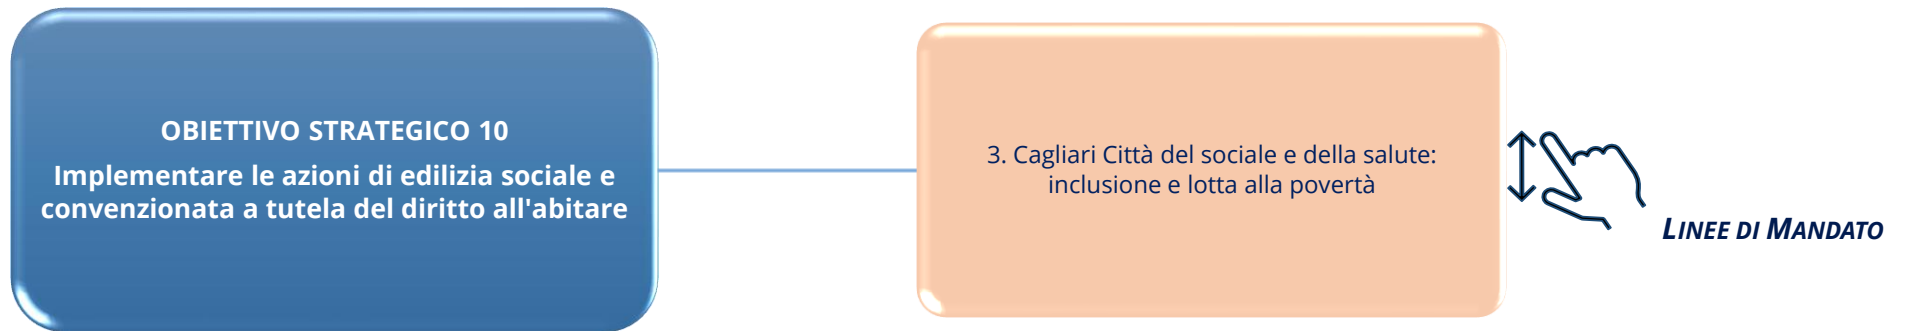 OBIETTIVO STRATEGICO 10
Implementare le azioni di edilizia sociale e
convenzionata a tutela del diritto all'abitare
3. Cagliari Città del sociale e della salute:
inclusione e lotta alla povertà
LINEE DI MANDATO